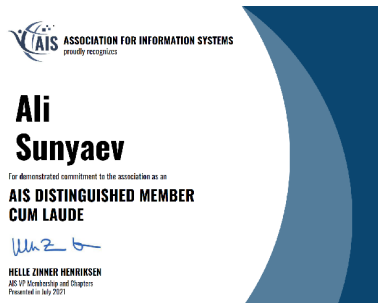 AIS
ASSOCIATION FOR INFORMATION SYSTEMS
proudly recognizes
Ali
Sunyaev
For demonstrated commitment to the association as an
AIS DISTINGUISHED MEMBER
CUM LAUDE
HELLE ZINNER HENRIKSEN
AIS VP Membership and Chapters
Presented in July 2021